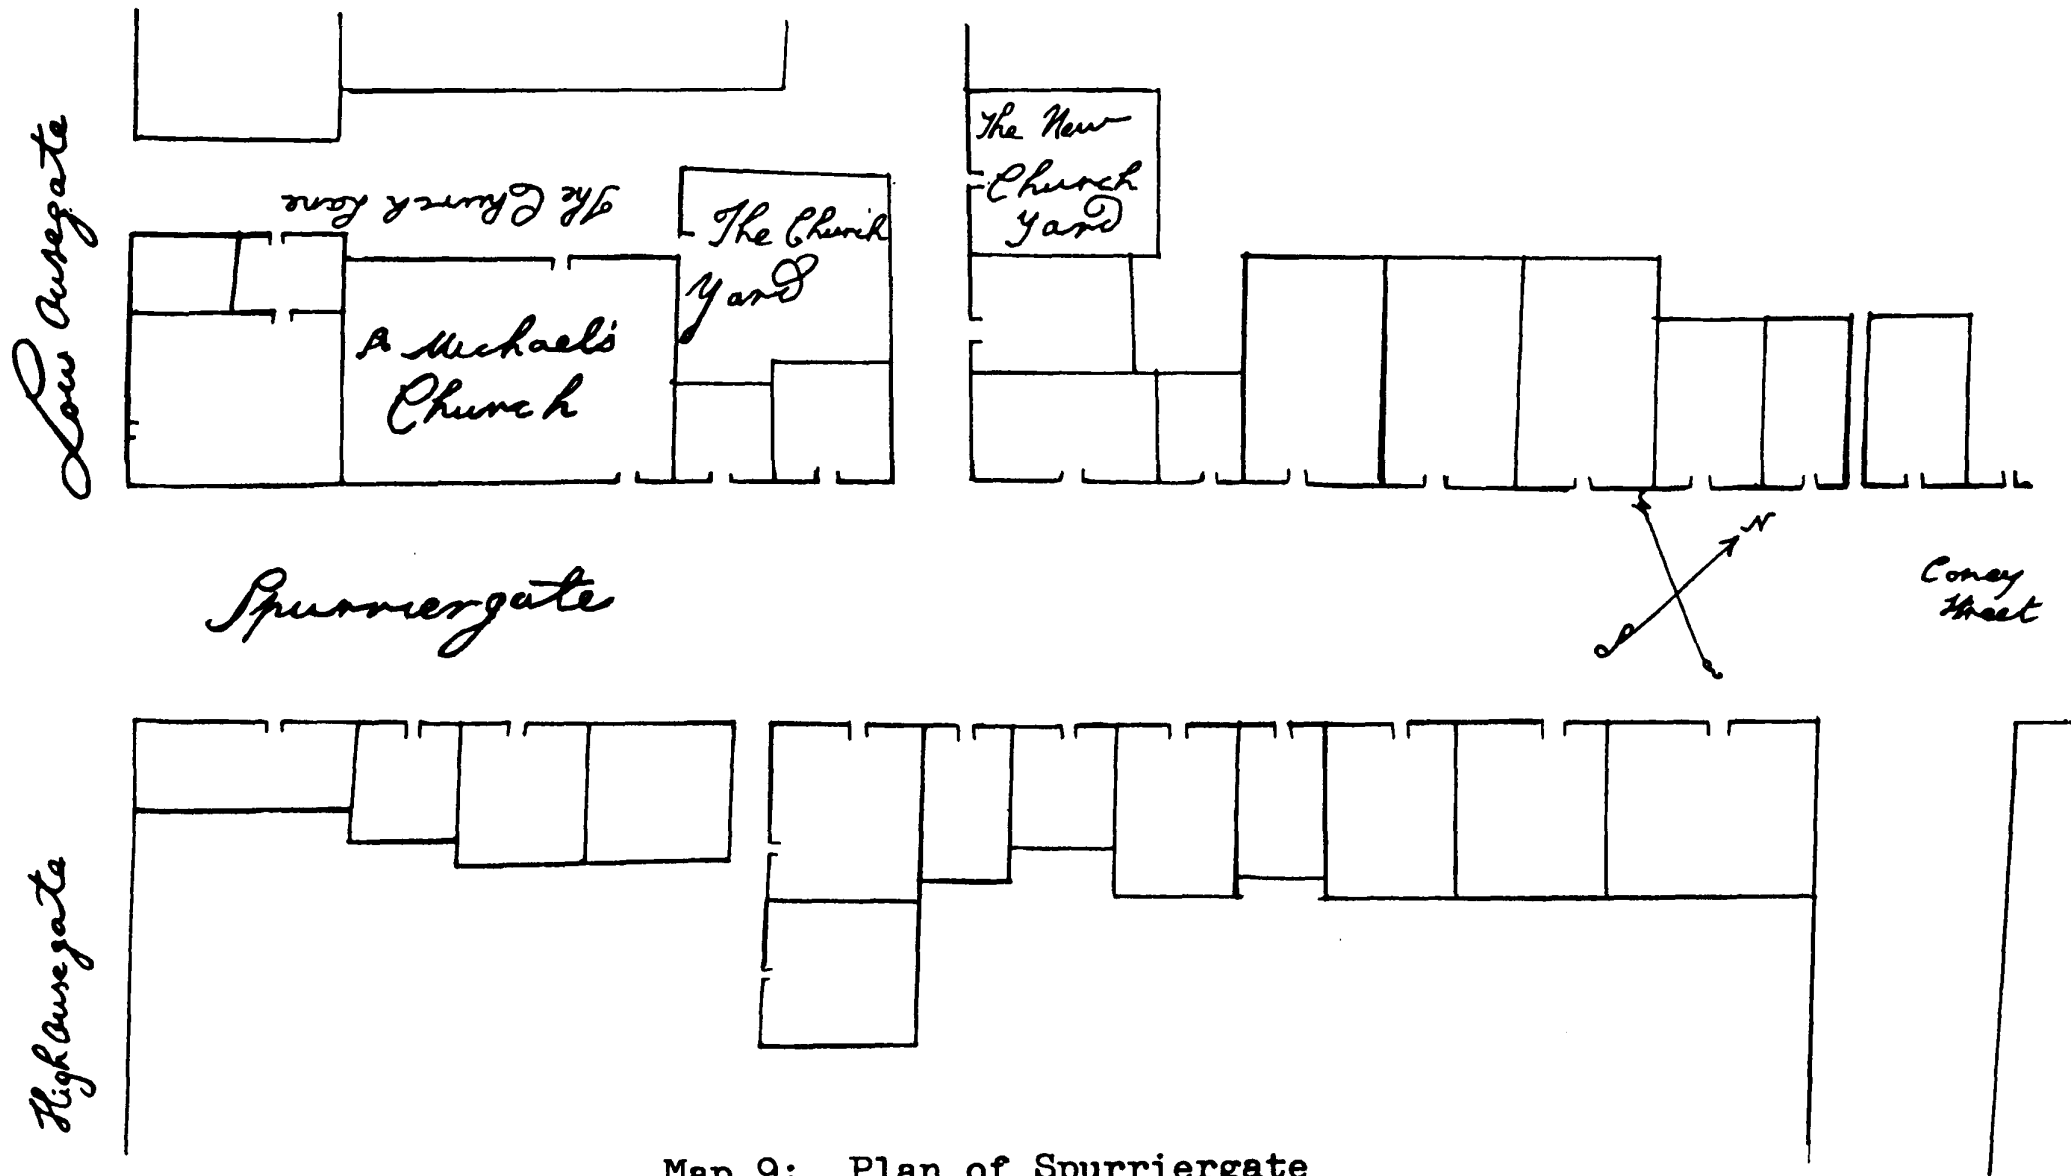 Low Ousegate
The Church Lane
The Church
Yard
The New
Church
Yard
St Michael's
Church
Spurriergate
N
Coney
Street
High Ousegate
Map 9: Plan of Spurriergate